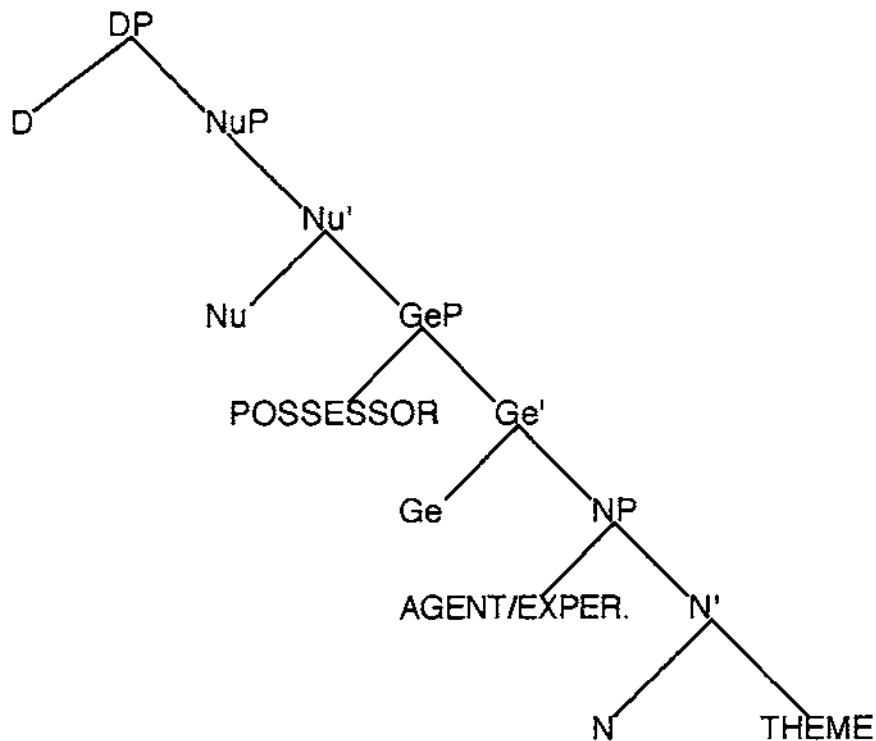 DP
D NuP
Nu'
Nu GeP
POSSESSOR Ge'
Ge NP
AGENT/EXPER. N'
N THEME